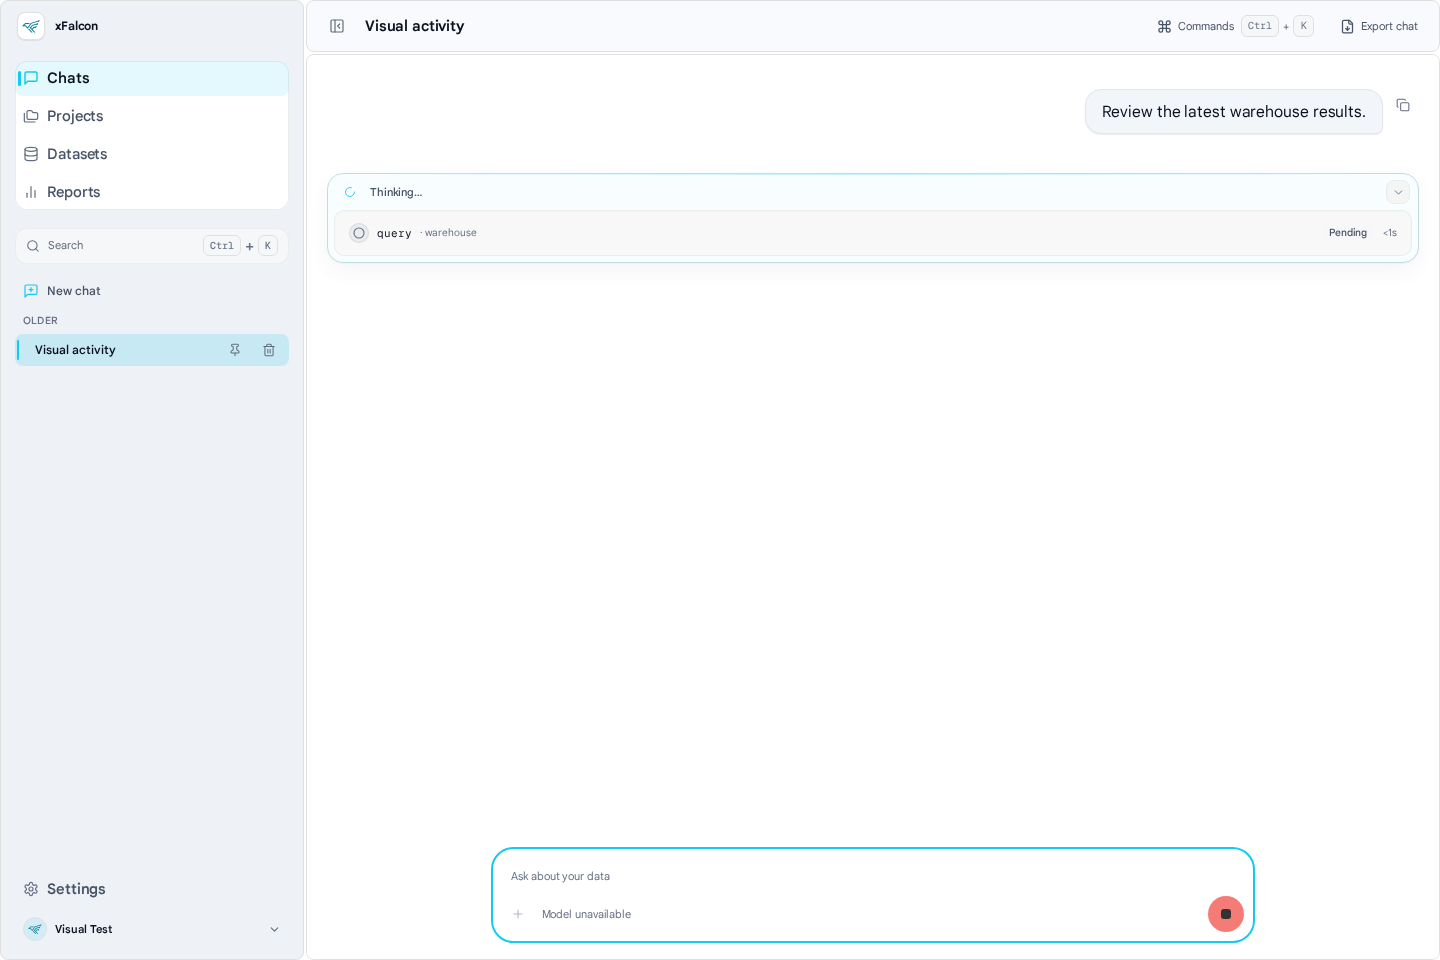 xFalcon
Chats
Projects
Datasets
Reports
Search Ctrl + K
New chat
OLDER
Visual activity
Settings
Visual Test
Visual activity
Commands Ctrl + K Export chat
Review the latest warehouse results.
Thinking...
query · warehouse Pending <1s
Ask about your data
Model unavailable